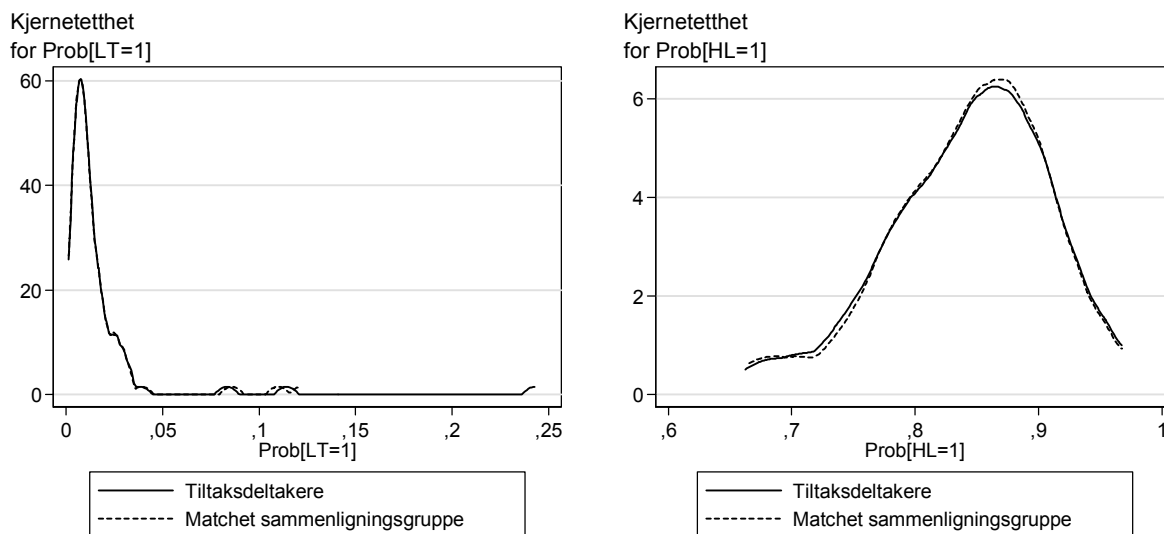 Kjernetetthet
for Prob[LT=1]
60
40
20
0
0
,05
,1
,15
,2
,25
Prob[LT=1]
Tiltaksdeltakere
Matchet sammenligningsgruppe
Kjernetetthet
for Prob[HL=1]
6
4
2
0
,6
,7
,8
,9
1
Prob[HL=1]
Tiltaksdeltakere
Matchet sammenligningsgruppe